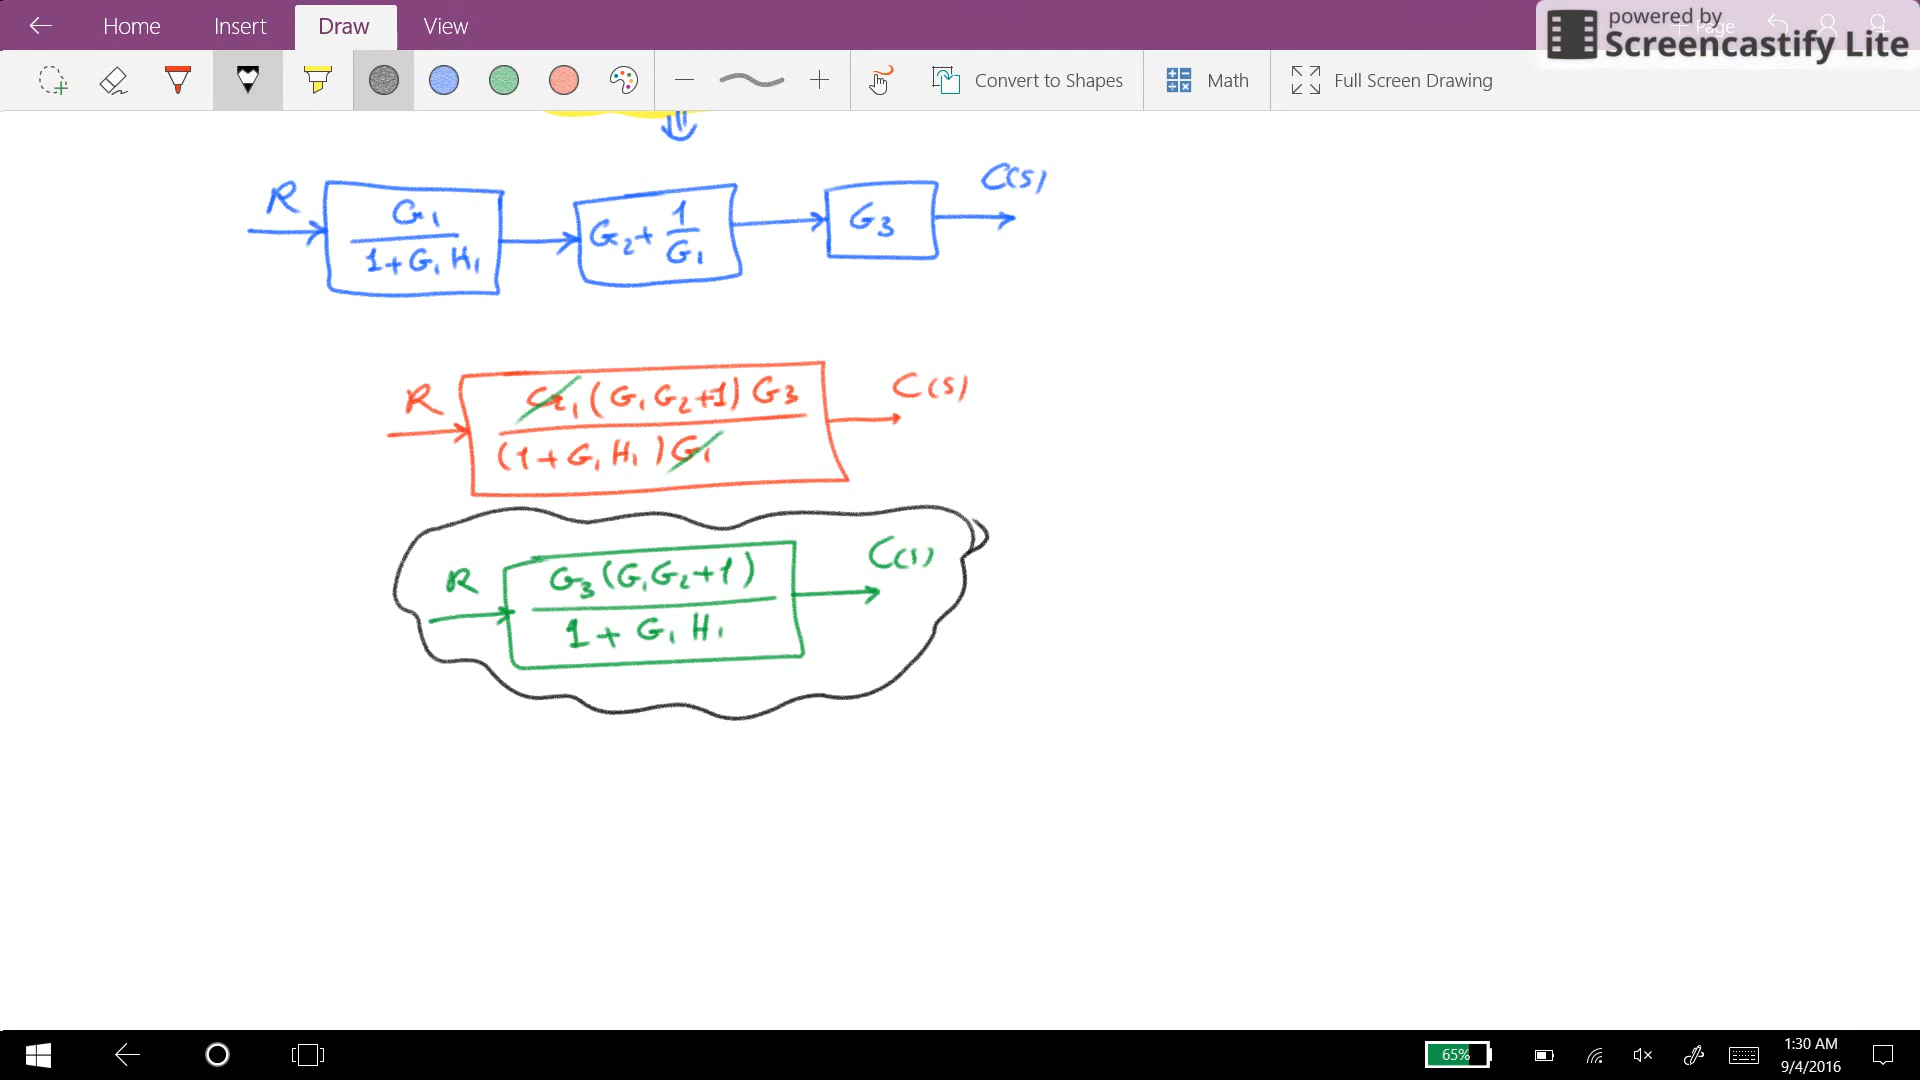 Home Insert Draw View
powered by
Screencastify Lite
Page
Convert to Shapes Math Full Screen Drawing
R G₁ / 1+G₁H₁ G₂+ 1/G₁ G₃ C(s)
R G₁(G₁G₂+1)G₃ C(s)
(1+G₁H₁)G₁
R G₃(G₁G₂+1) C(s)
1+G₁H₁
65%
1:30 AM
9/4/2016